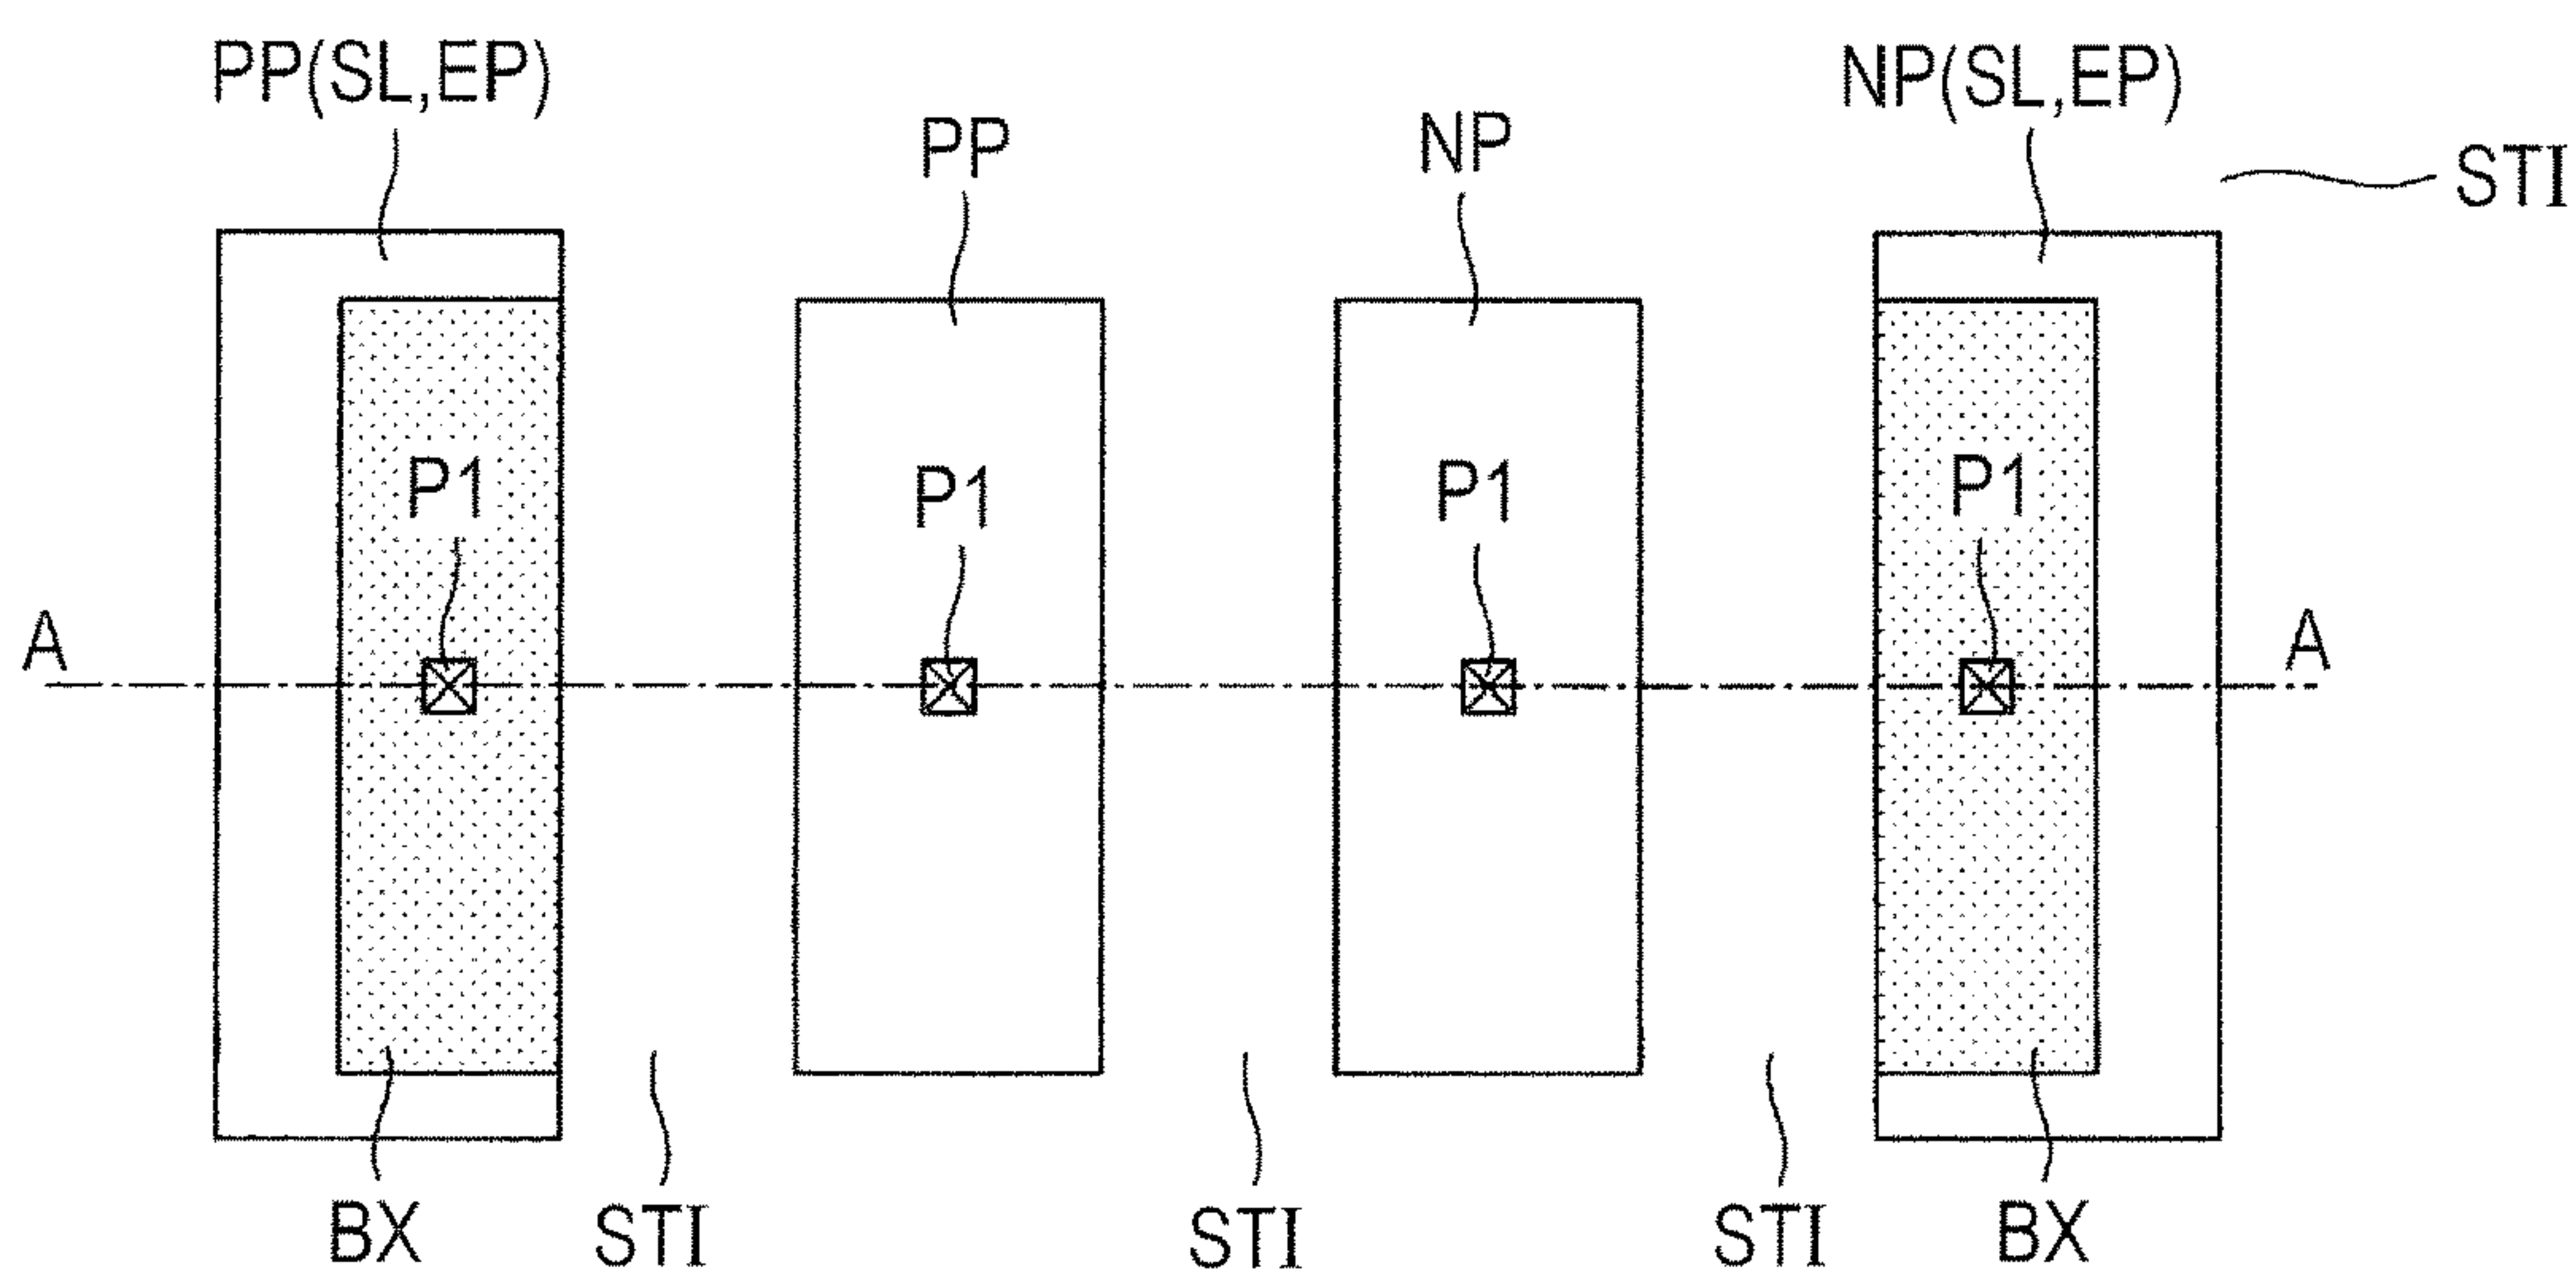 PP(SL,EP) NP(SL,EP)
PP NP
STI
P1 P1 P1 P1
A A
BX STI STI STI BX